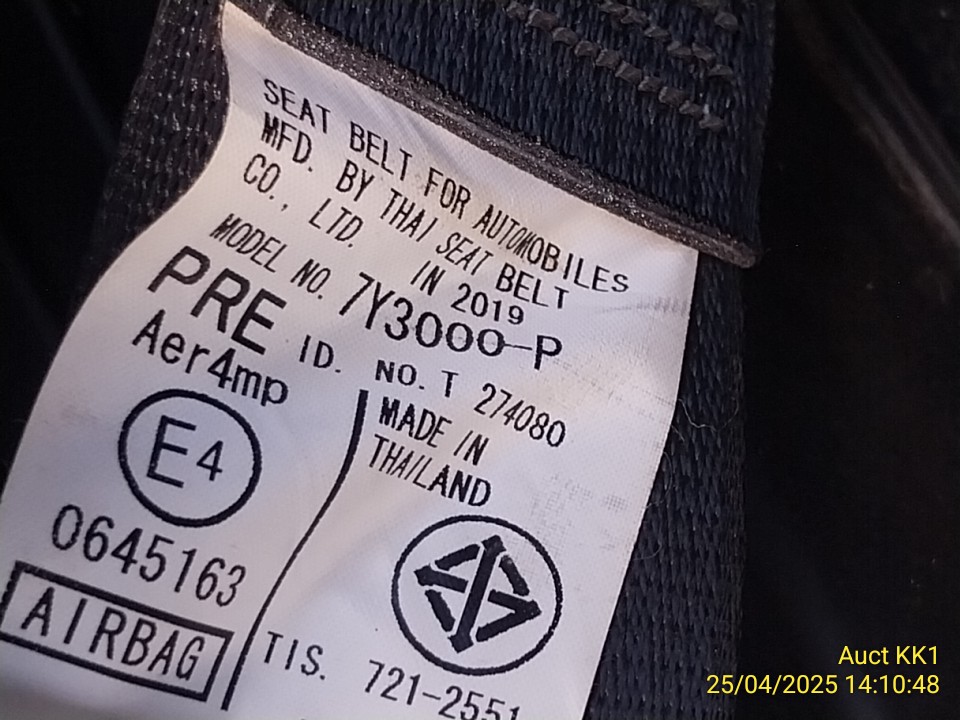 SEAT BELT FOR AUTOMOBILES
MFD. BY THAI SEAT BELT
CO., LTD. IN 2019
MODEL NO. 7Y3000-P
PRE ID. NO. T 274080
Aer4mp
MADE IN
THAILAND
E4
0645163
AIRBAG
TIS. 721-2551
Auct KK1
25/04/2025 14:10:48